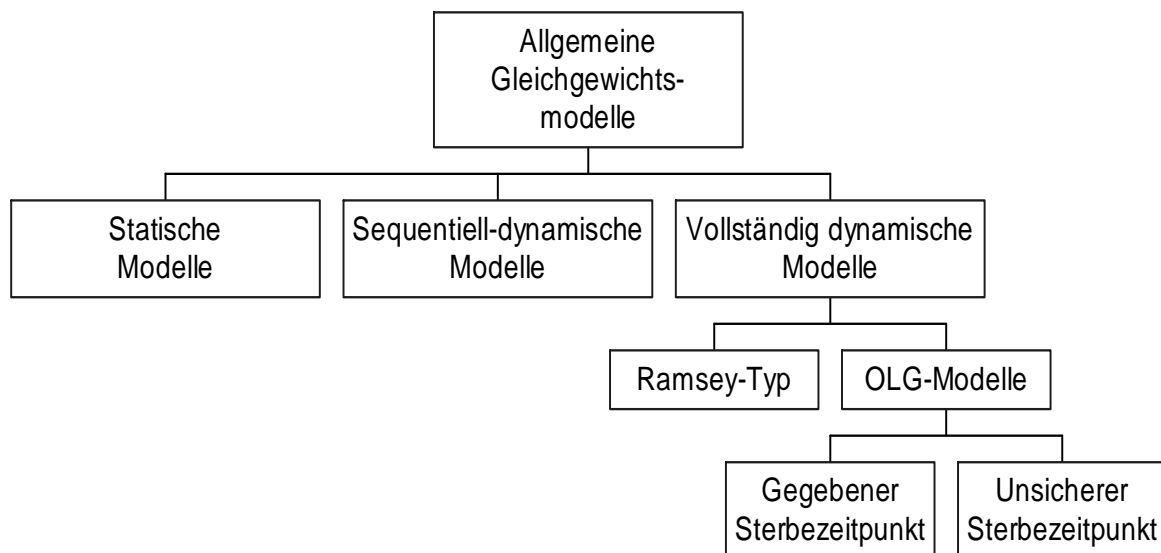 Allgemeine
Gleichgewichts-
modelle
Statische
Modelle
Sequentiell-dynamische
Modelle
Vollständig dynamische
Modelle
Ramsey-Typ
OLG-Modelle
Gegebener
Sterbezeitpunkt
Unsicherer
Sterbezeitpunkt